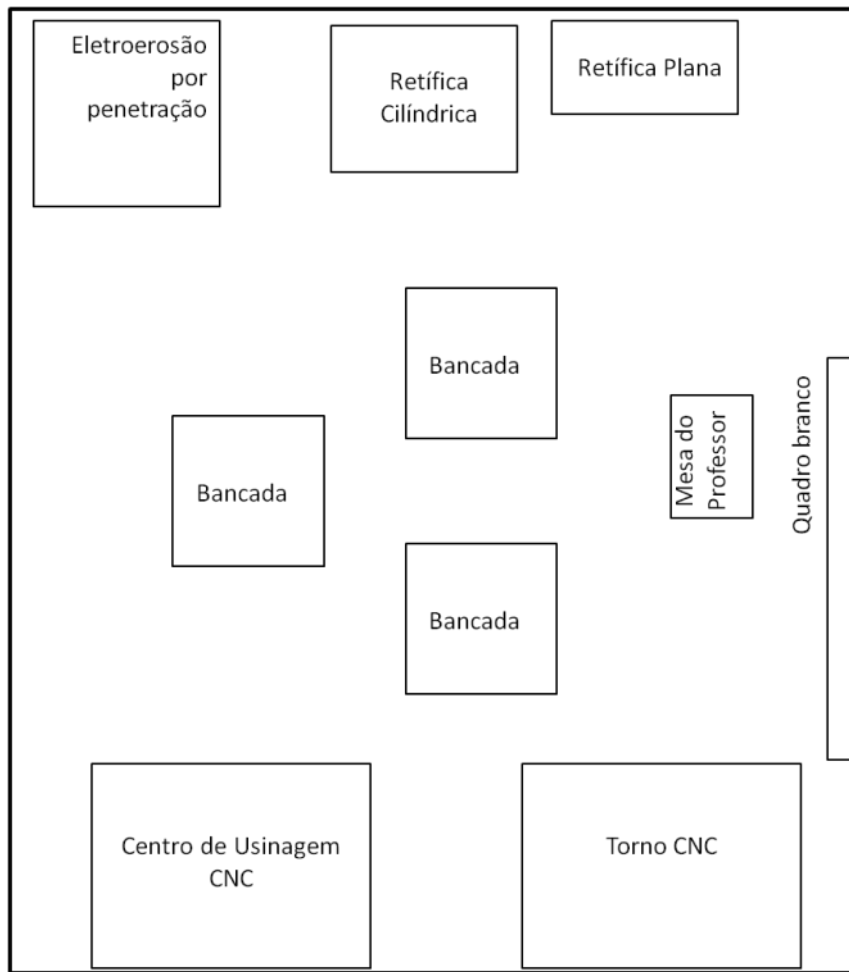 Eletroerosão
por
penetração
Retífica
Cilíndrica
Retífica Plana
Bancada
Bancada
Mesa do
Professor
Quadro branco
Bancada
Centro de Usinagem
CNC
Torno CNC